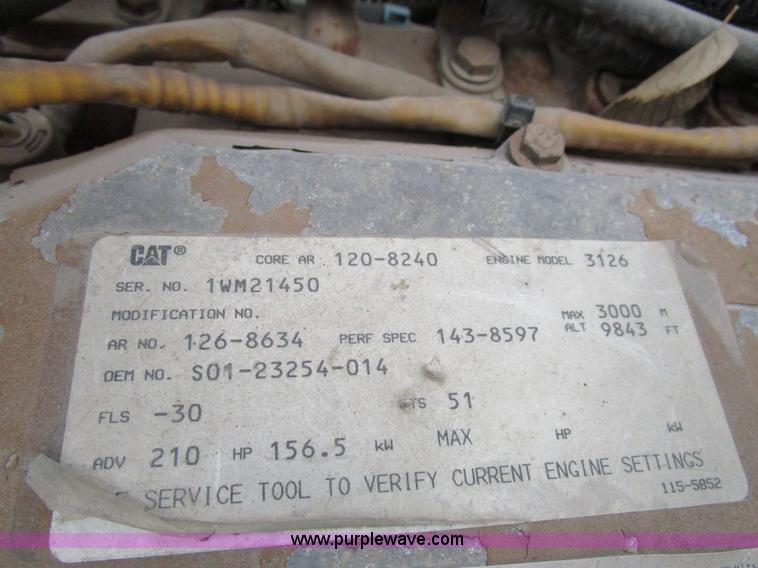 CAT® CORE AR 120-8240 ENGINE MODEL 3126
SER. NO. 1WM21450
MODIFICATION NO. MAX 3000 M
AR NO. 126-8634 PERF SPEC 143-8597 ALT 9843 FT
OEM NO. S01-23254-014
FLS -30 TS 51
ADV 210 HP 156.5 kW MAX HP kW
SERVICE TOOL TO VERIFY CURRENT ENGINE SETTINGS
115-5852
www.purplewave.com